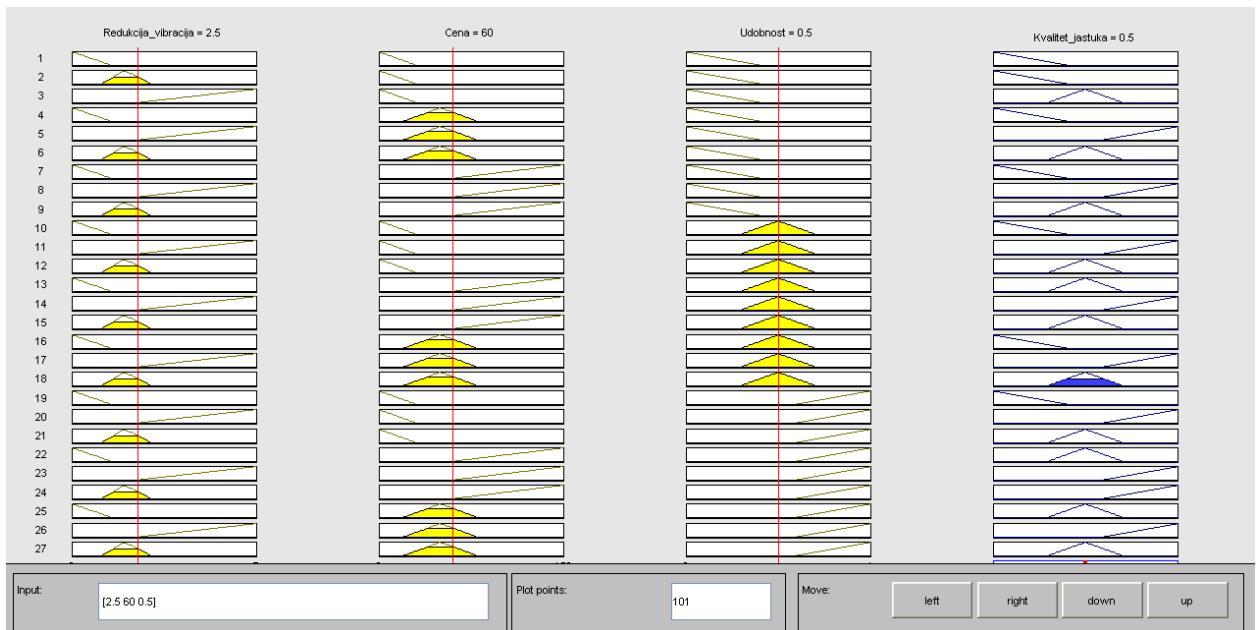 Redukcija_vibracija = 2.5
Cena = 60
Udobnost = 0.5
Kvalitet_jastuka = 0.5
1
2
3
4
5
6
7
8
9
10
11
12
13
14
15
16
17
18
19
20
21
22
23
24
25
26
27
Input:
[2.5 60 0.5]
Plot points:
101
Move:
left
right
down
up